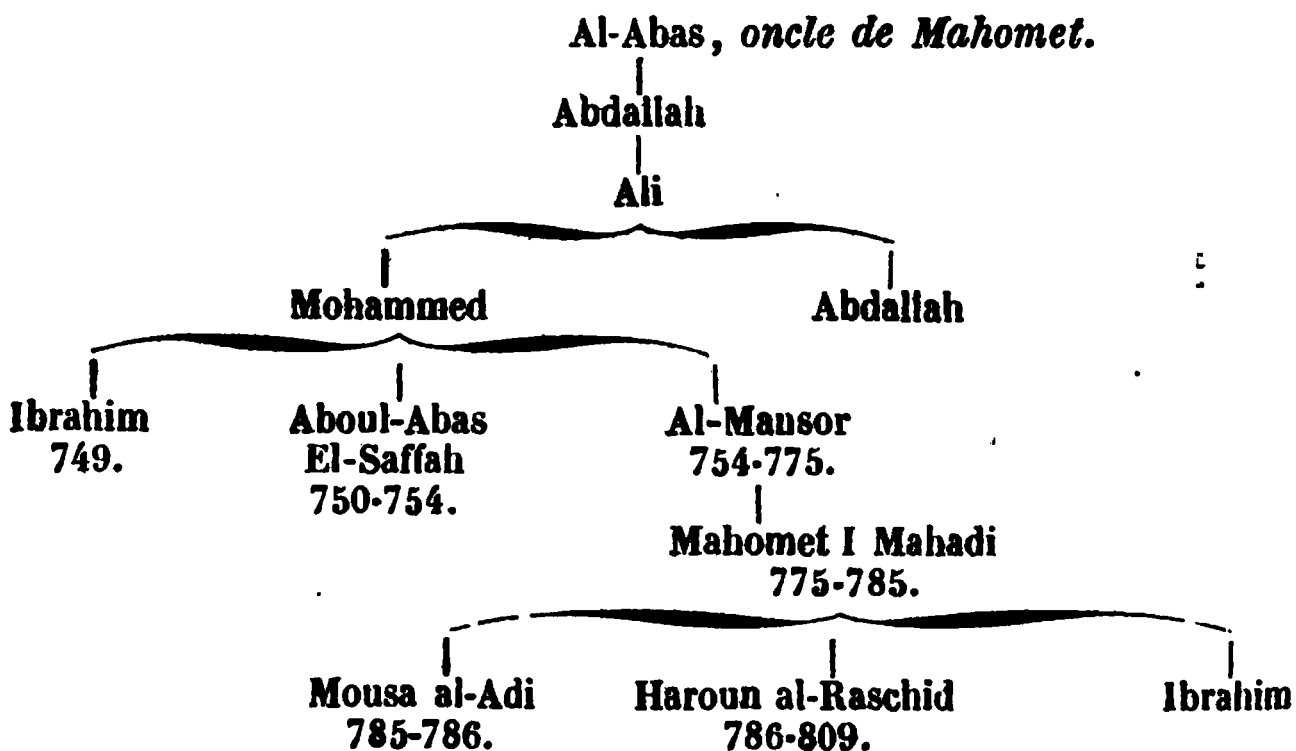 Al-Abas, oncle de Mahomet.
Abdallah
Ali
Mohammed Abdallah
Ibrahim Aboul-Abas Al-Mansor
749. El-Saffah 754-775.
750-754.
Mahomet I Mahadi
775-785.
Mousa al-Adi Haroun al-Raschid Ibrahim
785-786. 786-809.